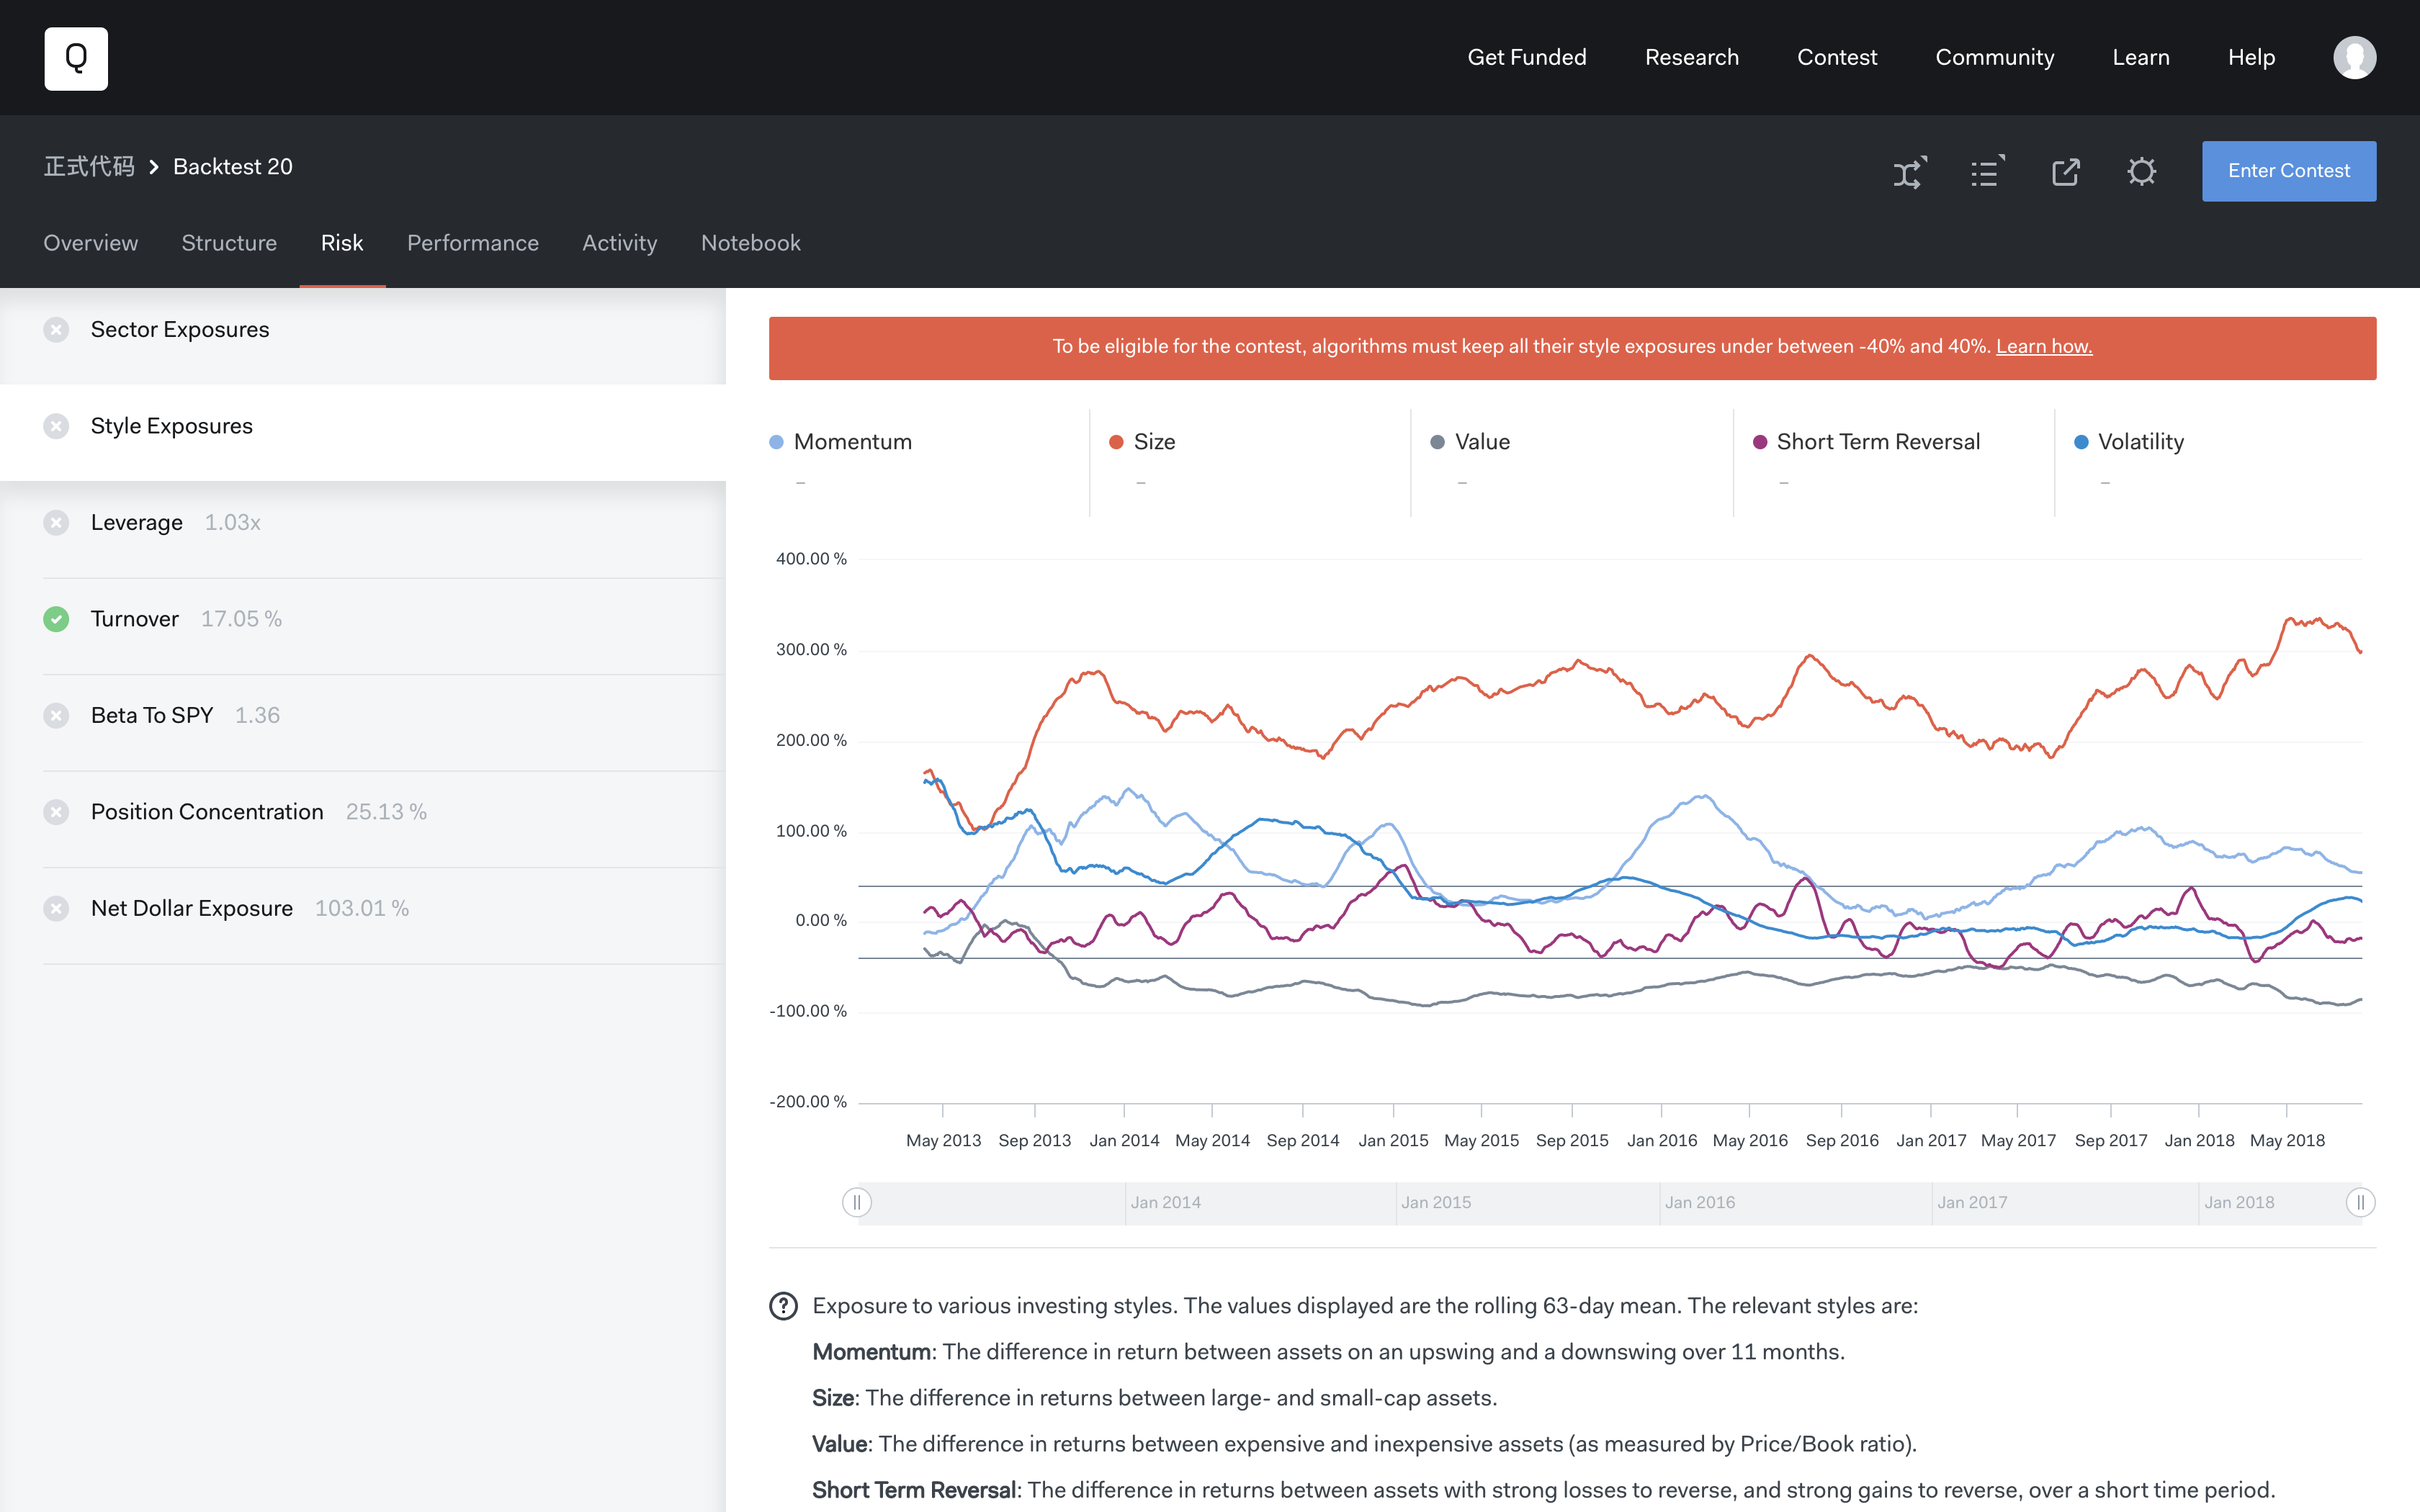 Q
Get Funded Research Contest Community Learn Help
正式代码 Backtest 20
Enter Contest
Overview Structure Risk Performance Activity Notebook
Sector Exposures
Style Exposures
Leverage 1.03x
Turnover 17.05 %
Beta To SPY 1.36
Position Concentration 25.13 %
Net Dollar Exposure 103.01 %
To be eligible for the contest, algorithms must keep all their style exposures under between -40% and 40%. Learn how.
Momentum Size Value Short Term Reversal Volatility
– – – – –
400.00 %
300.00 %
200.00 %
100.00 %
0.00 %
-100.00 %
-200.00 %
May 2013 Sep 2013 Jan 2014 May 2014 Sep 2014 Jan 2015 May 2015 Sep 2015 Jan 2016 May 2016 Sep 2016 Jan 2017 May 2017 Sep 2017 Jan 2018 May 2018
Jan 2014 Jan 2015 Jan 2016 Jan 2017 Jan 2018
? Exposure to various investing styles. The values displayed are the rolling 63-day mean. The relevant styles are:
Momentum: The difference in return between assets on an upswing and a downswing over 11 months.
Size: The difference in returns between large- and small-cap assets.
Value: The difference in returns between expensive and inexpensive assets (as measured by Price/Book ratio).
Short Term Reversal: The difference in returns between assets with strong losses to reverse, and strong gains to reverse, over a short time period.